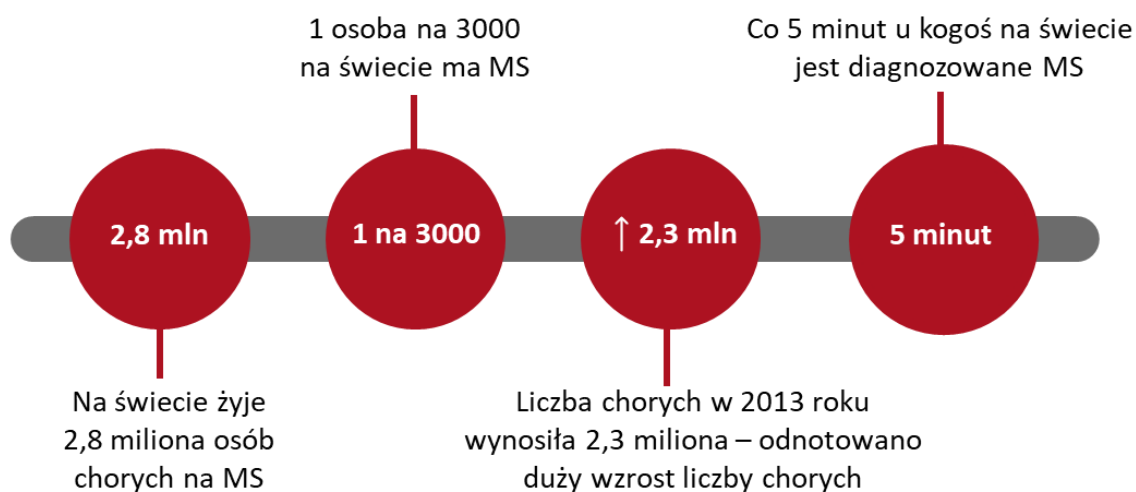 1 osoba na 3000
na świecie ma MS
Co 5 minut u kogoś na świecie
jest diagnozowane MS
2,8 mln
1 na 3000
↑ 2,3 mln
5 minut
Na świecie żyje
2,8 miliona osób
chorych na MS
Liczba chorych w 2013 roku
wynosiła 2,3 miliona – odnotowano
duży wzrost liczby chorych